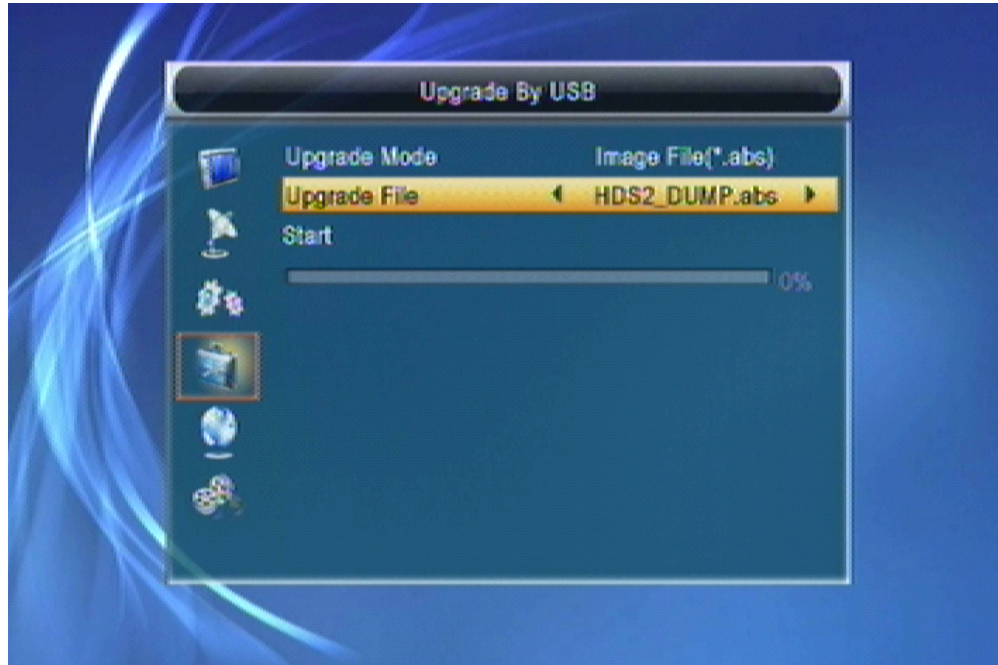 Upgrade By USB
Upgrade Mode Image File(*.abs)
Upgrade File HDS2_DUMP.abs
Start
0%